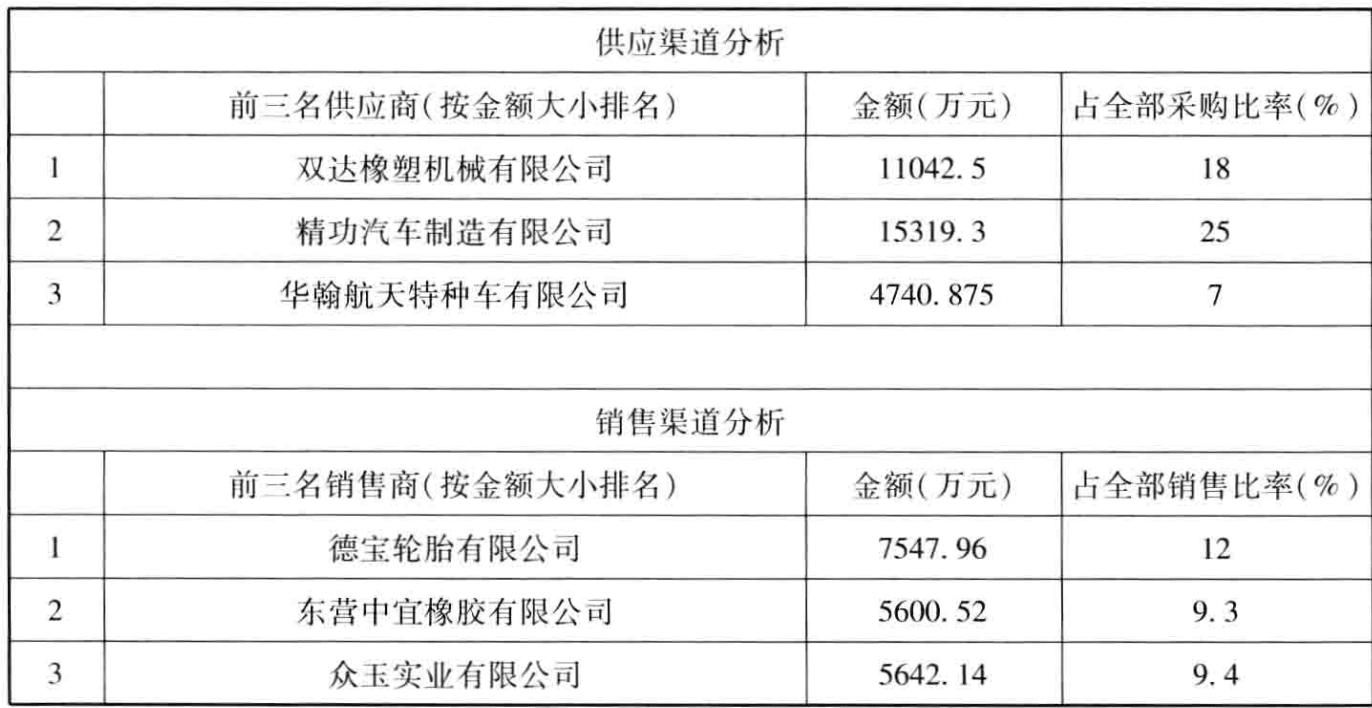 供应渠道分析
前三名供应商(按金额大小排名) 金额(万元) 占全部采购比率(%)
1 双达橡塑机械有限公司 11042.5 18
2 精功汽车制造有限公司 15319.3 25
3 华翰航天特种车有限公司 4740.875 7
销售渠道分析
前三名销售商(按金额大小排名) 金额(万元) 占全部销售比率(%)
1 德宝轮胎有限公司 7547.96 12
2 东营中宜橡胶有限公司 5600.52 9.3
3 众玉实业有限公司 5642.14 9.4